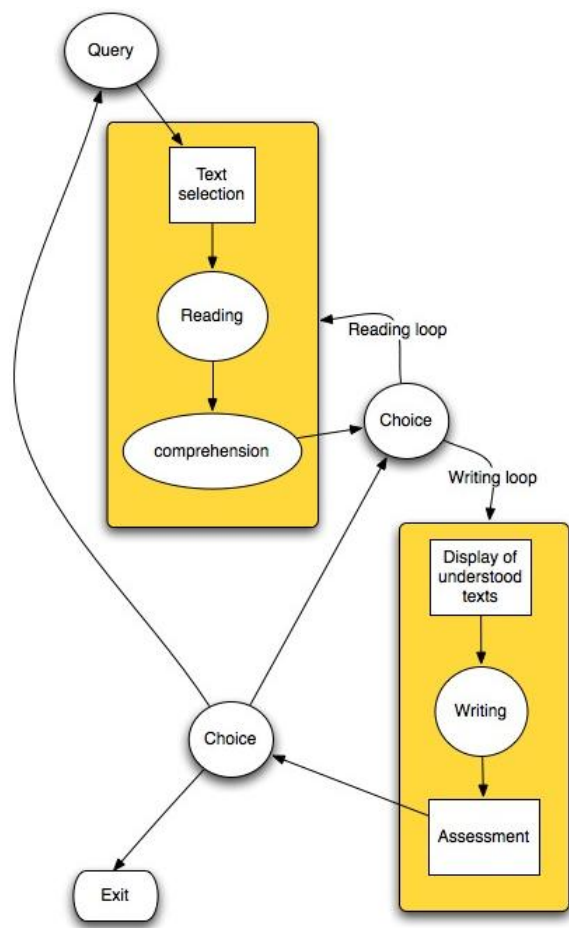 Query
Text
selection
Reading
Reading loop
comprehension
Choice
Writing loop
Display of
understood
texts
Writing
Choice
Assessment
Exit